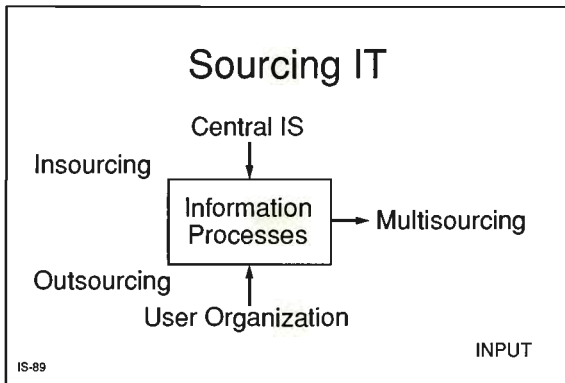 Sourcing IT
Central IS
Insourcing
Information
Processes
Multisourcing
Outsourcing
User Organization
INPUT
IS-89